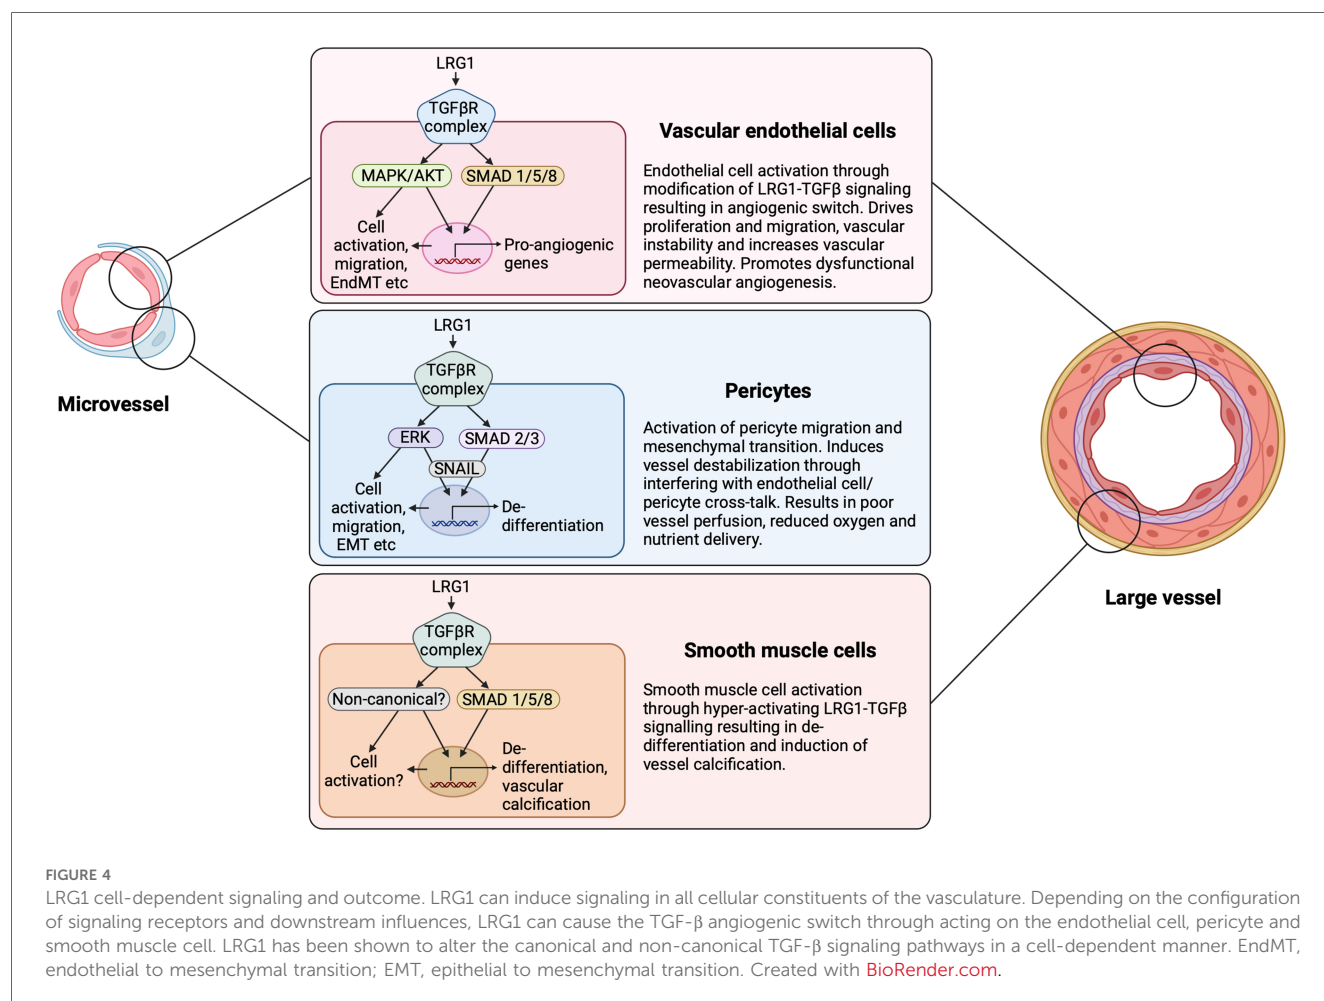 LRG1
TGFβR
complex
MAPK/AKT
SMAD 1/5/8
Cell
activation,
migration,
EndMT etc
Pro-angiogenic
genes
Vascular endothelial cells
Endothelial cell activation through
modification of LRG1-TGFβ signaling
resulting in angiogenic switch. Drives
proliferation and migration, vascular
instability and increases vascular
permeability. Promotes dysfunctional
neovascular angiogenesis.
Microvessel
LRG1
TGFβR
complex
ERK
SMAD 2/3
SNAIL
Cell
activation,
migration,
EMT etc
De-
differentiation
Pericytes
Activation of pericyte migration and
mesenchymal transition. Induces
vessel destabilization through
interfering with endothelial cell/
pericyte cross-talk. Results in poor
vessel perfusion, reduced oxygen and
nutrient delivery.
Large vessel
LRG1
TGFβR
complex
Non-canonical?
SMAD 1/5/8
Cell
activation?
De-
differentiation,
vascular
calcification
Smooth muscle cells
Smooth muscle cell activation
through hyper-activating LRG1-TGFβ
signalling resulting in de-
differentiation and induction of
vessel calcification.
FIGURE 4
LRG1 cell-dependent signaling and outcome. LRG1 can induce signaling in all cellular constituents of the vasculature. Depending on the configuration
of signaling receptors and downstream influences, LRG1 can cause the TGF-β angiogenic switch through acting on the endothelial cell, pericyte and
smooth muscle cell. LRG1 has been shown to alter the canonical and non-canonical TGF-β signaling pathways in a cell-dependent manner. EndMT,
endothelial to mesenchymal transition; EMT, epithelial to mesenchymal transition. Created with BioRender.com.